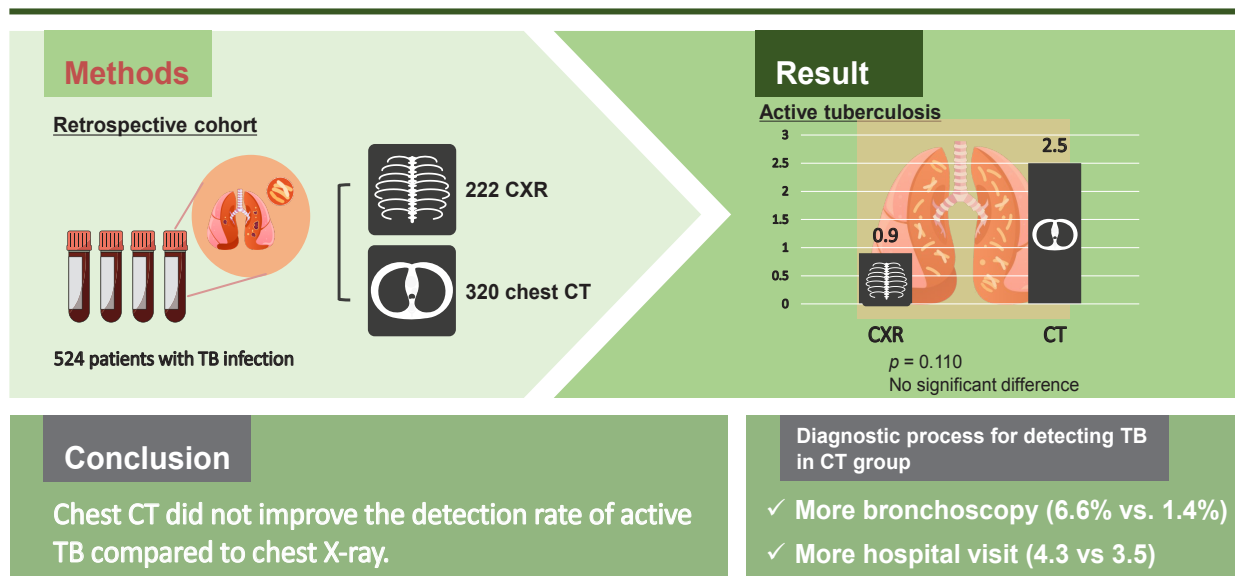 Methods
Retrospective cohort
222 CXR
320 chest CT
524 patients with TB infection
Result
Active tuberculosis
3
2.5
2
1.5
1
0.5
0
0.9
2.5
CXR
CT
p = 0.110
No significant difference
Conclusion
Chest CT did not improve the detection rate of active
TB compared to chest X-ray.
Diagnostic process for detecting TB
in CT group
✓ More bronchoscopy (6.6% vs. 1.4%)
✓ More hospital visit (4.3 vs 3.5)